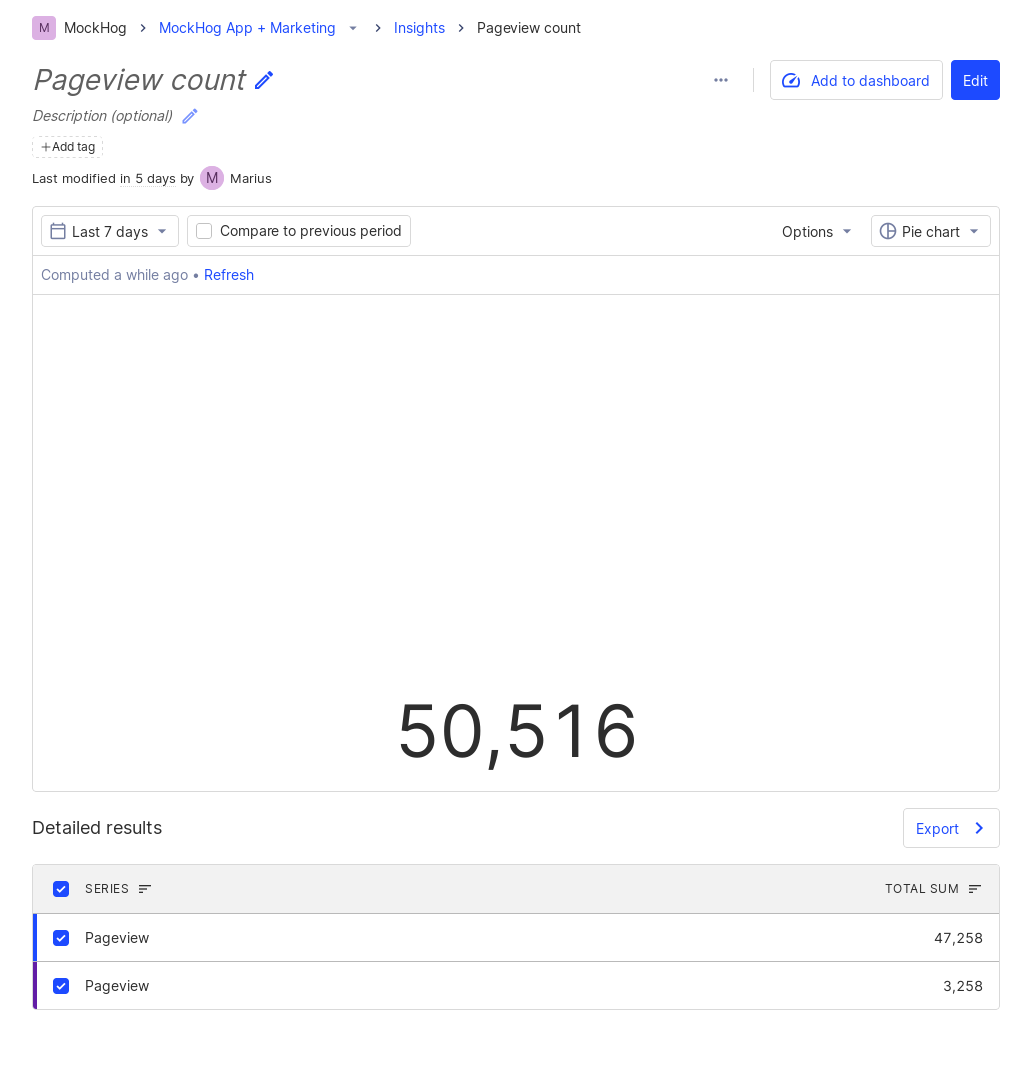 M MockHog MockHog App + Marketing Insights Pageview count
Pageview count
Add to dashboard Edit
Description (optional)
+Add tag
Last modified in 5 days by M Marius
Last 7 days Compare to previous period Options Pie chart
Computed a while ago • Refresh
50,516
Detailed results Export
SERIES TOTAL SUM
Pageview 47,258
Pageview 3,258